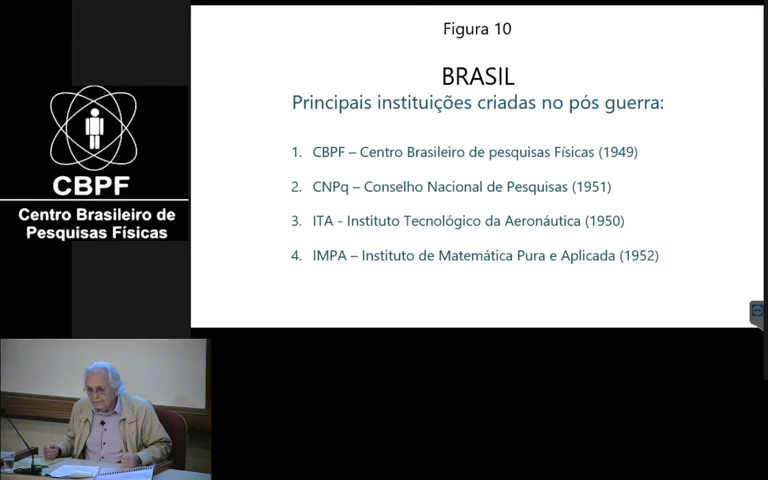 CBPF
Centro Brasileiro de
Pesquisas Físicas
Figura 10
BRASIL
Principais instituições criadas no pós guerra:
1. CBPF – Centro Brasileiro de pesquisas Físicas (1949)
2. CNPq – Conselho Nacional de Pesquisas (1951)
3. ITA - Instituto Tecnológico da Aeronáutica (1950)
4. IMPA – Instituto de Matemática Pura e Aplicada (1952)